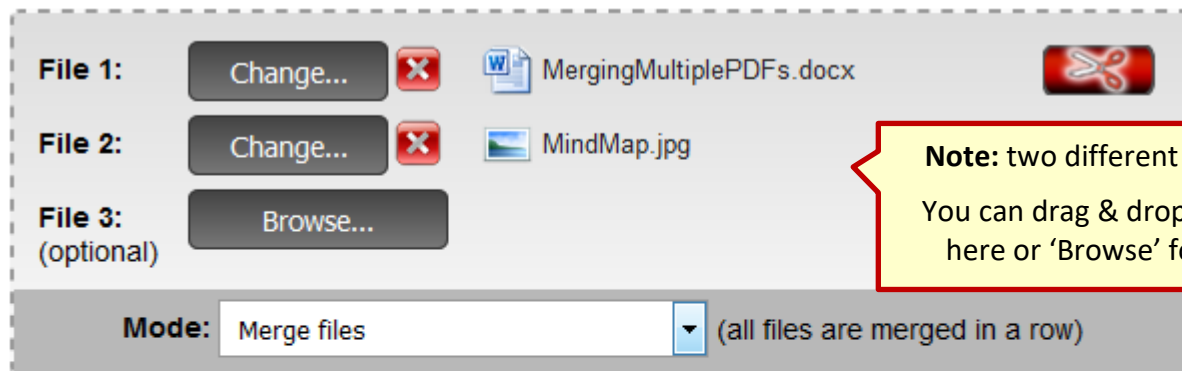 File 1: Change... MergingMultiplePDFs.docx
File 2: Change... MindMap.jpg
Note: two different
File 3: Browse...
(optional)
You can drag & drop
here or ‘Browse’
Mode: Merge files (all files are merged in a row)